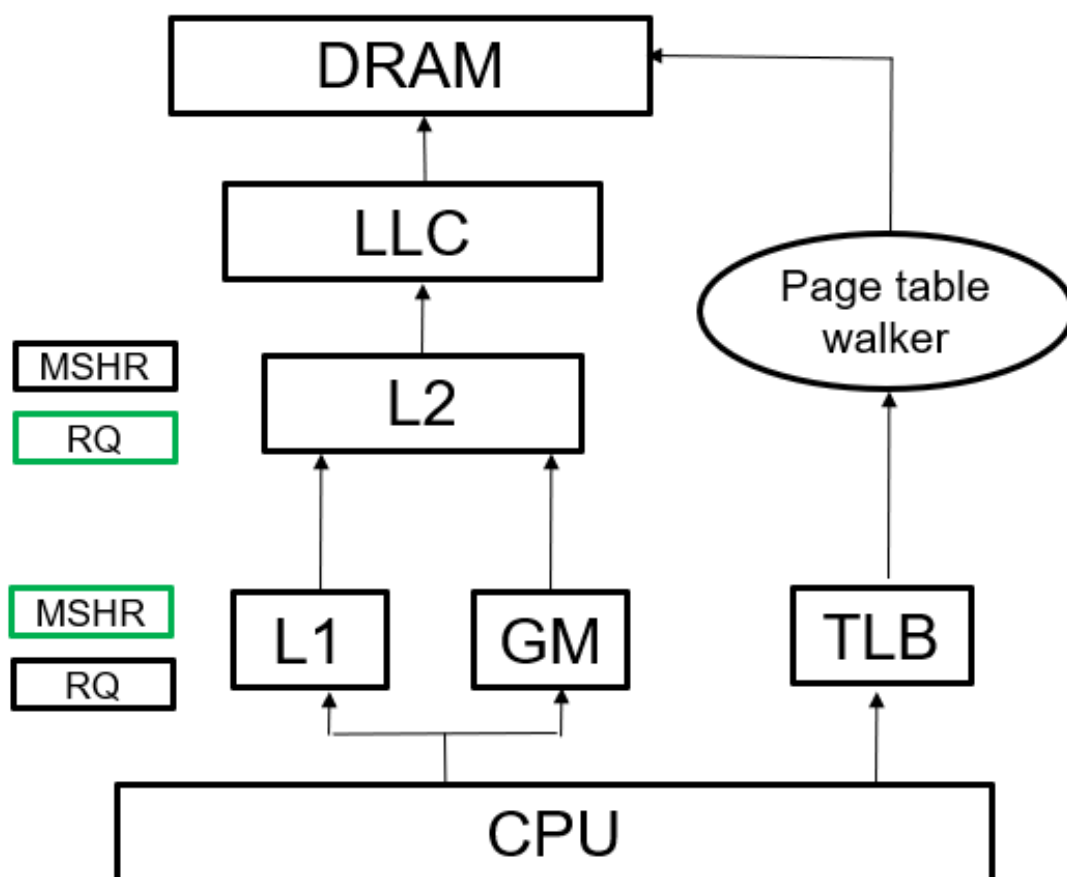 DRAM
LLC
Page table
walker
MSHR
L2
RQ
MSHR
L1
GM
TLB
RQ
CPU